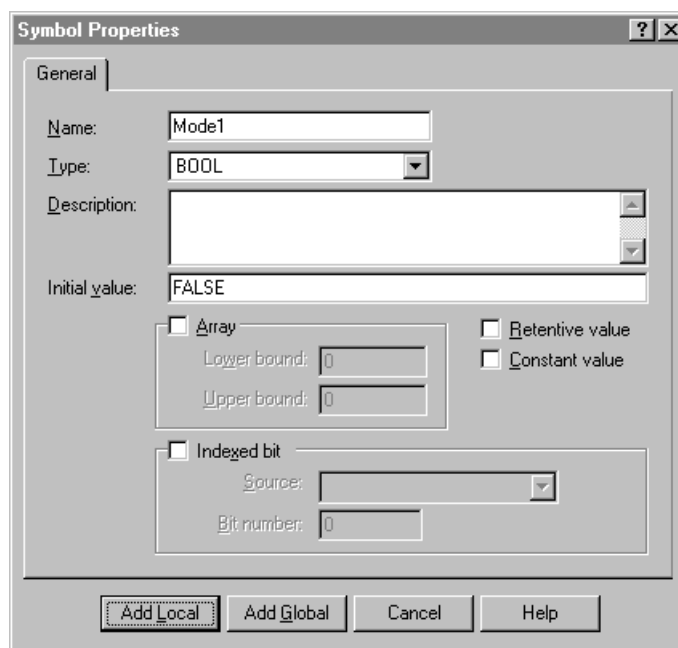 Symbol Properties
General
Name: Mode1
Type: BOOL
Description:
Initial value: FALSE
Array
Lower bound: 0
Upper bound: 0
Retentive value
Constant value
Indexed bit
Source:
Bit number: 0
Add Local Add Global Cancel Help